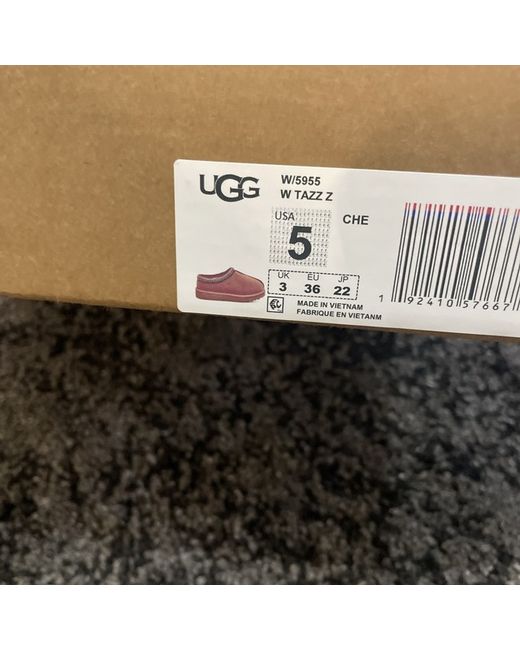 UGG
W/5955
W TAZZ Z
USA
5
CHE
UK EU JP
3 36 22
MADE IN VIETNAM
FABRIQUE EN VIETANM
1 92410 57667